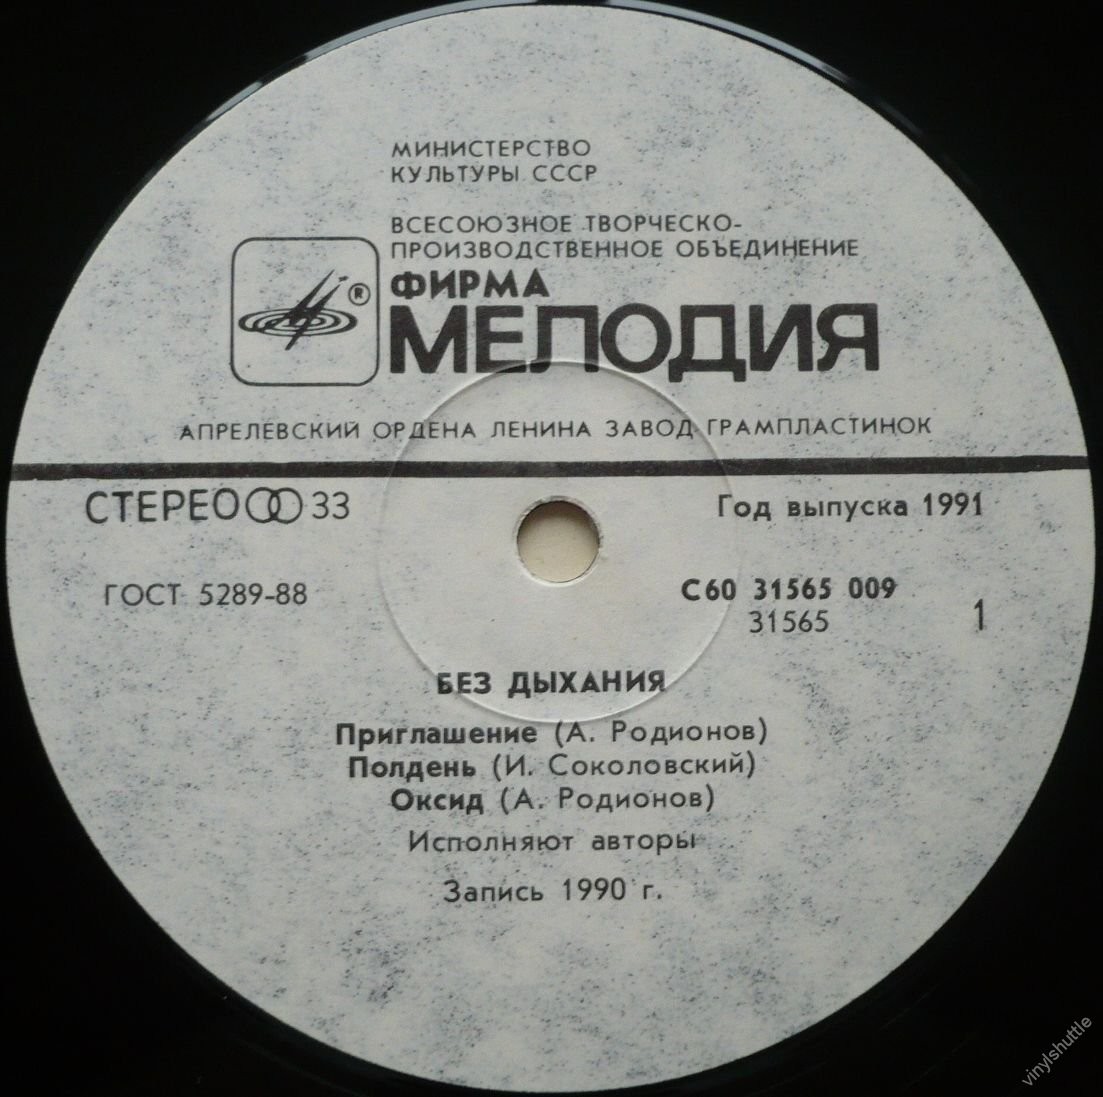 МИНИСТЕРСТВО
КУЛЬТУРЫ СССР
ВСЕСОЮЗНОЕ ТВОРЧЕСКО-
ПРОИЗВОДСТВЕННОЕ ОБЪЕДИНЕНИЕ
ФИРМА
МЕЛОДИЯ
®
АПРЕЛЕВСКИЙ ОРДЕНА ЛЕНИНА ЗАВОД ГРАМПЛАСТИНОК
СТЕРЕО 33
Год выпуска 1991
ГОСТ 5289-88
С60 31565 009
31565
1
БЕЗ ДЫХАНИЯ
Приглашение (А. Родионов)
Полдень (И. Соколовский)
Оксид (А. Родионов)
Исполняют авторы
Запись 1990 г.
vinylshuttle